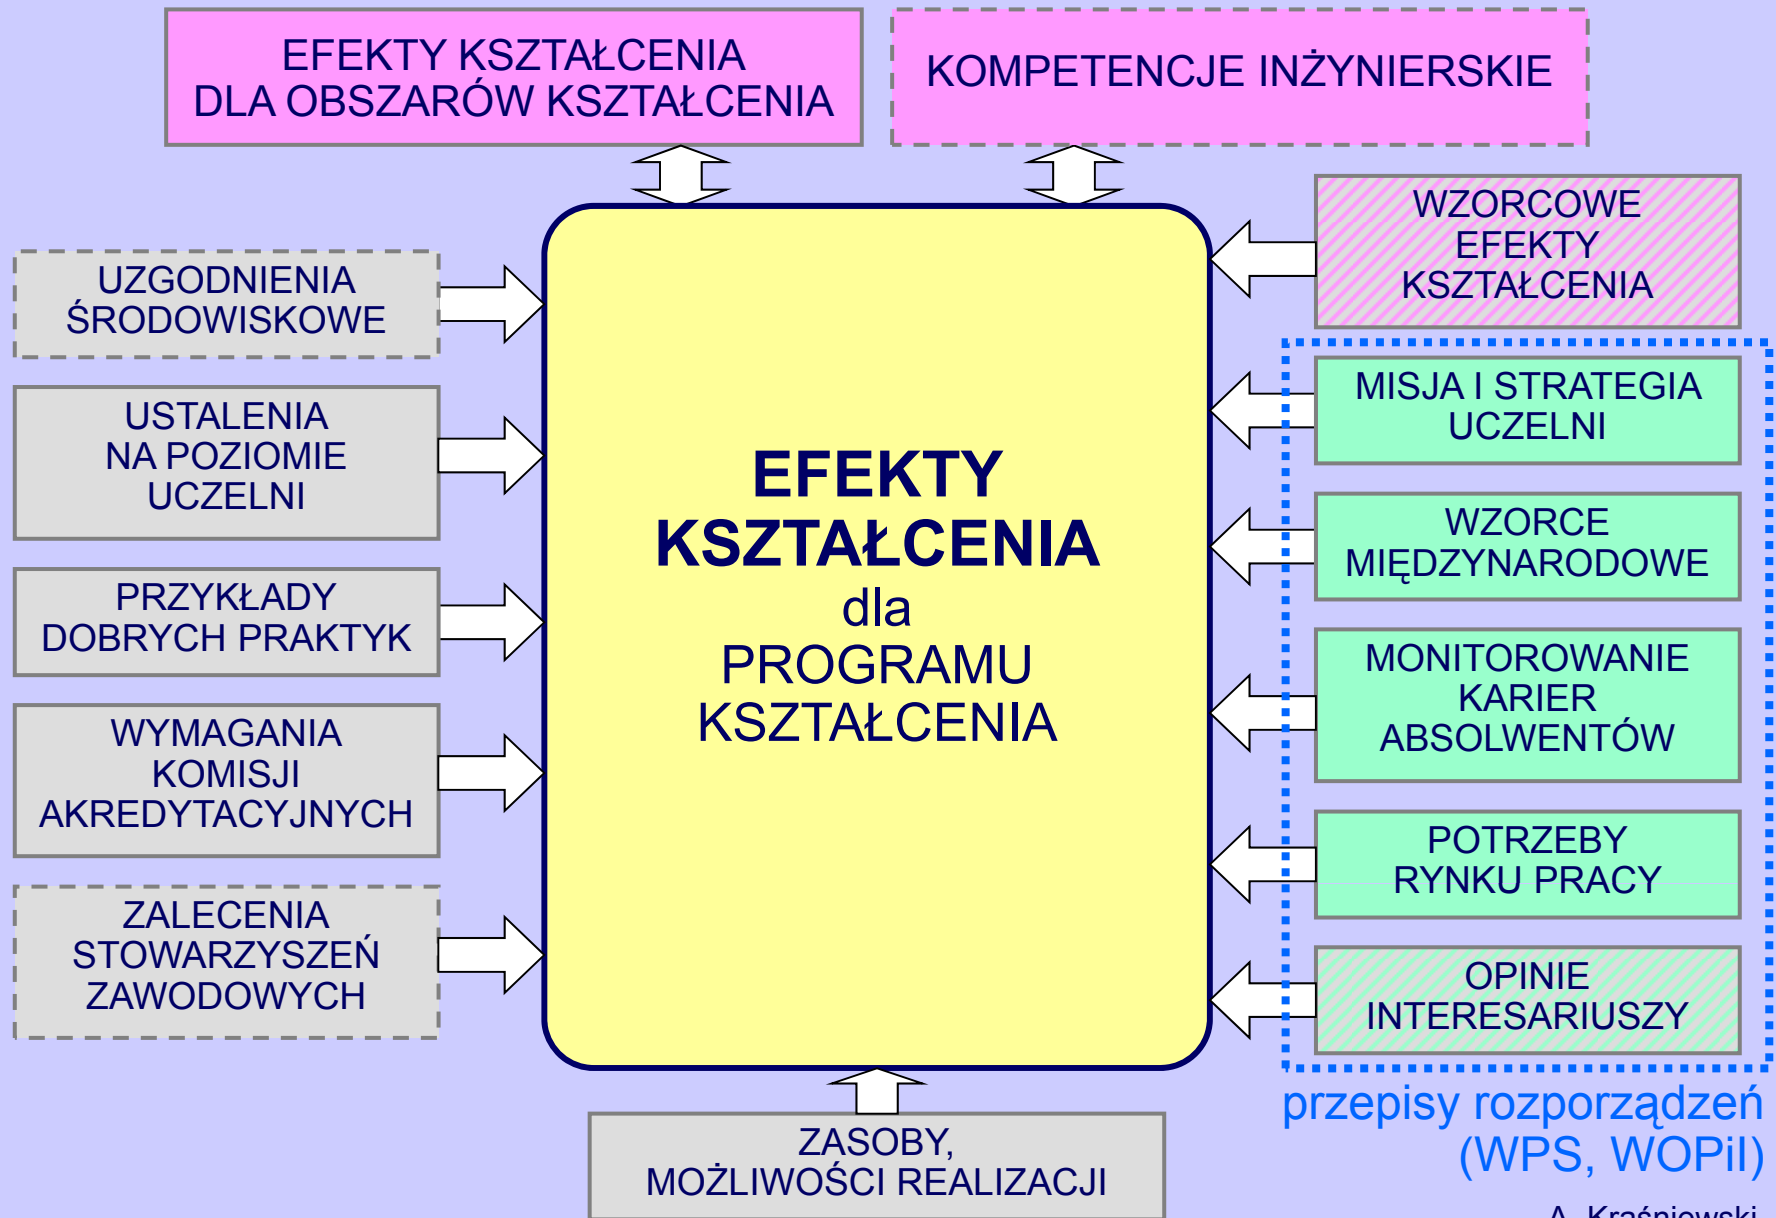 EFEKTY KSZTAŁCENIA
DLA OBSZARÓW KSZTAŁCENIA
KOMPETENCJE INŻYNIERSKIE
UZGODNIENIA
ŚRODOWISKOWE
USTALENIA
NA POZIOMIE
UCZELNI
PRZYKŁADY
DOBRYCH PRAKTYK
WYMAGANIA
KOMISJI
AKREDYTACYJNYCH
ZALECENIA
STOWARZYSZEŃ
ZAWODOWYCH
EFEKTY
KSZTAŁCENIA
dla
PROGRAMU
KSZTAŁCENIA
WZORCOWE
EFEKTY
KSZTAŁCENIA
MISJA I STRATEGIA
UCZELNI
WZORCE
MIĘDZYNARODOWE
MONITOROWANIE
KARIER
ABSOLWENTÓW
POTRZEBY
RYNKU PRACY
OPINIE
INTERESARIUSZY
przepisy rozporządzeń
(WPS, WOPiI)
ZASOBY,
MOŻLIWOŚCI REALIZACJI
A. Kraśniewski